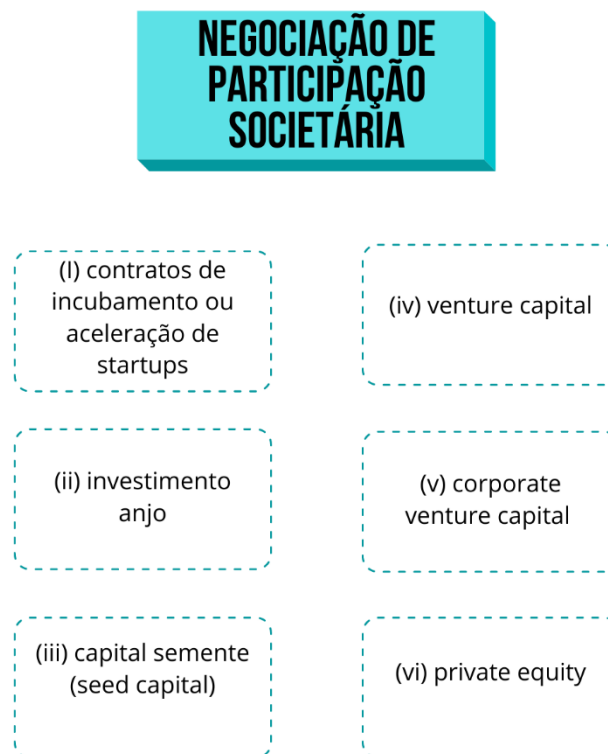 NEGOCIAÇÃO DE
PARTICIPAÇÃO
SOCIETÁRIA
(I) contratos de
incubamento ou
aceleração de
startups
(ii) investimento
anjo
(iii) capital semente
(seed capital)
(iv) venture capital
(v) corporate
venture capital
(vi) private equity